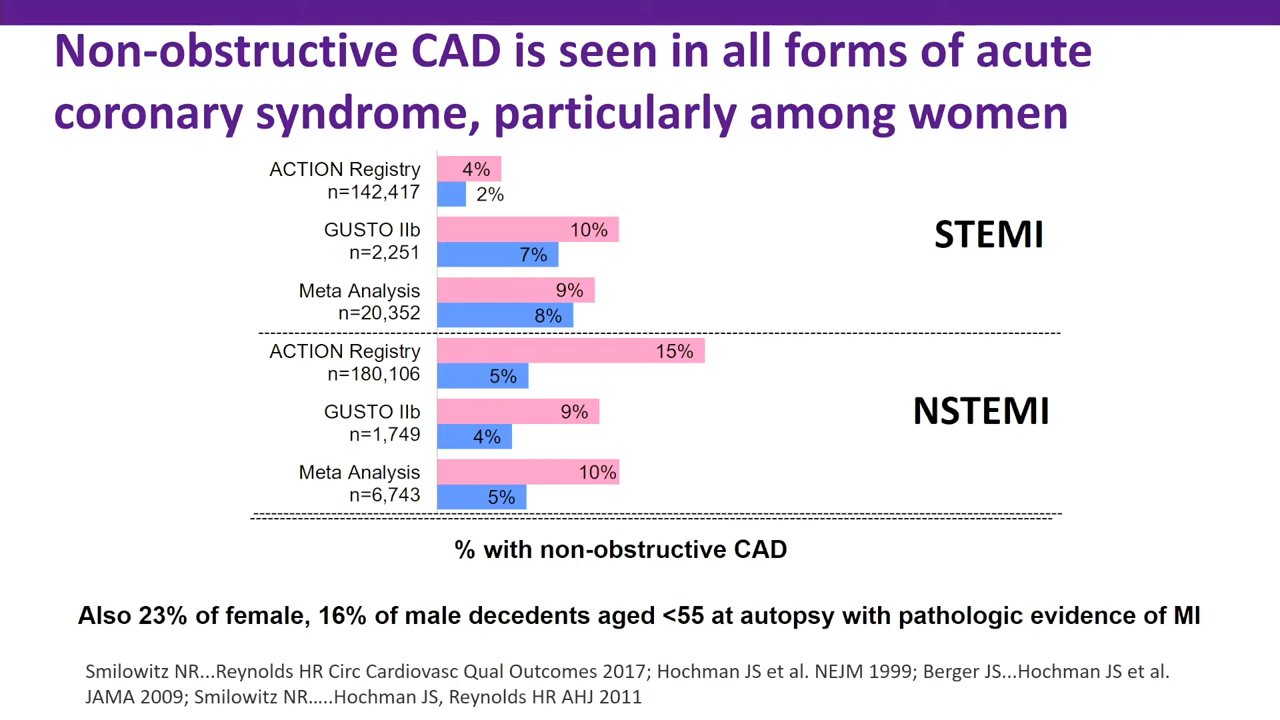 Non-obstructive CAD is seen in all forms of acute
coronary syndrome, particularly among women
ACTION Registry
n=142,417
4%
2%
GUSTO IIb
n=2,251
10%
7%
Meta Analysis
n=20,352
9%
8%
STEMI
ACTION Registry
n=180,106
15%
5%
GUSTO IIb
n=1,749
9%
4%
Meta Analysis
n=6,743
10%
5%
NSTEMI
% with non-obstructive CAD
Also 23% of female, 16% of male decedents aged <55 at autopsy with pathologic evidence of MI
Smilowitz NR...Reynolds HR Circ Cardiovasc Qual Outcomes 2017; Hochman JS et al. NEJM 1999; Berger JS...Hochman JS et al.
JAMA 2009; Smilowitz NR.....Hochman JS, Reynolds HR AHJ 2011